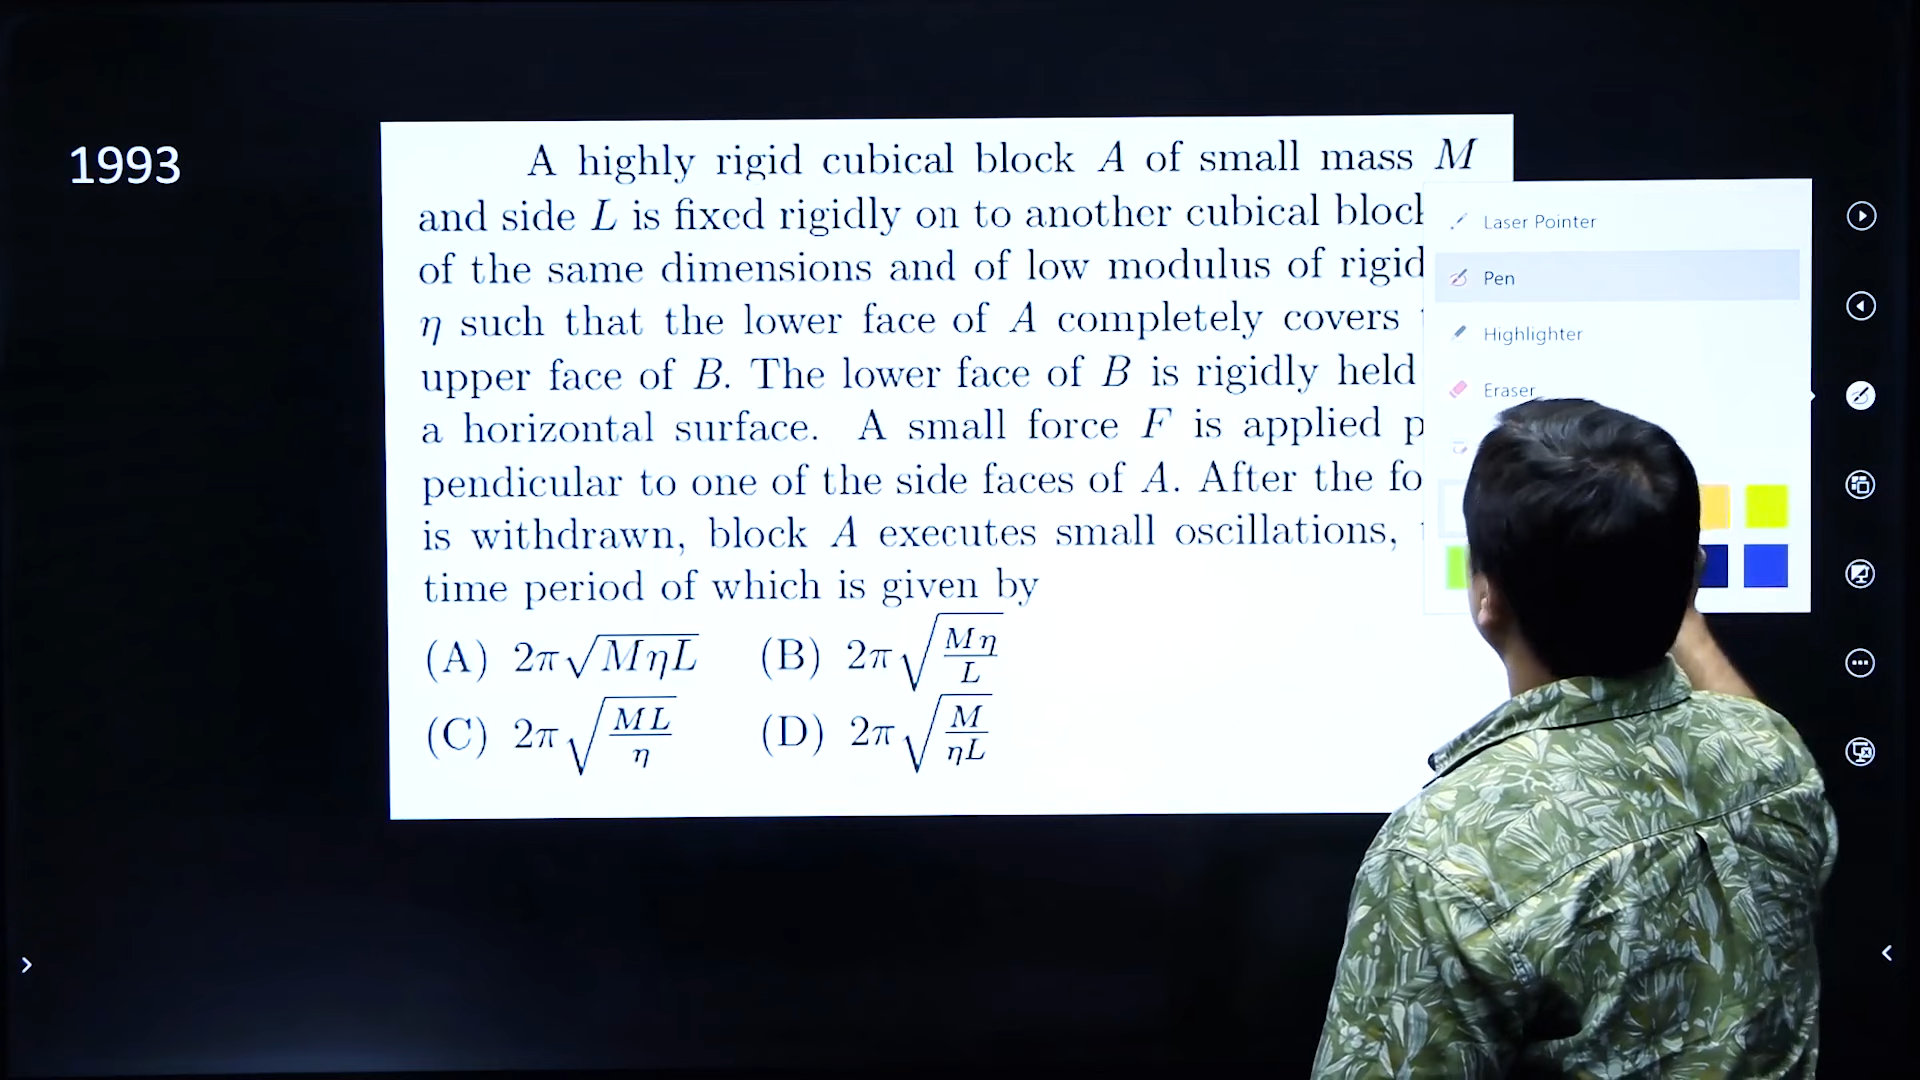 1993
A highly rigid cubical block A of small mass M
and side L is fixed rigidly on to another cubical block
of the same dimensions and of low modulus of rigid
η such that the lower face of A completely covers
upper face of B. The lower face of B is rigidly held
a horizontal surface. A small force F is applied p
pendicular to one of the side faces of A. After the fo
is withdrawn, block A executes small oscillations,
time period of which is given by
(A) 2π√MηL (B) 2π√(Mη/L)
(C) 2π√(ML/η) (D) 2π√(M/ηL)
Laser Pointer
Pen
Highlighter
Eraser